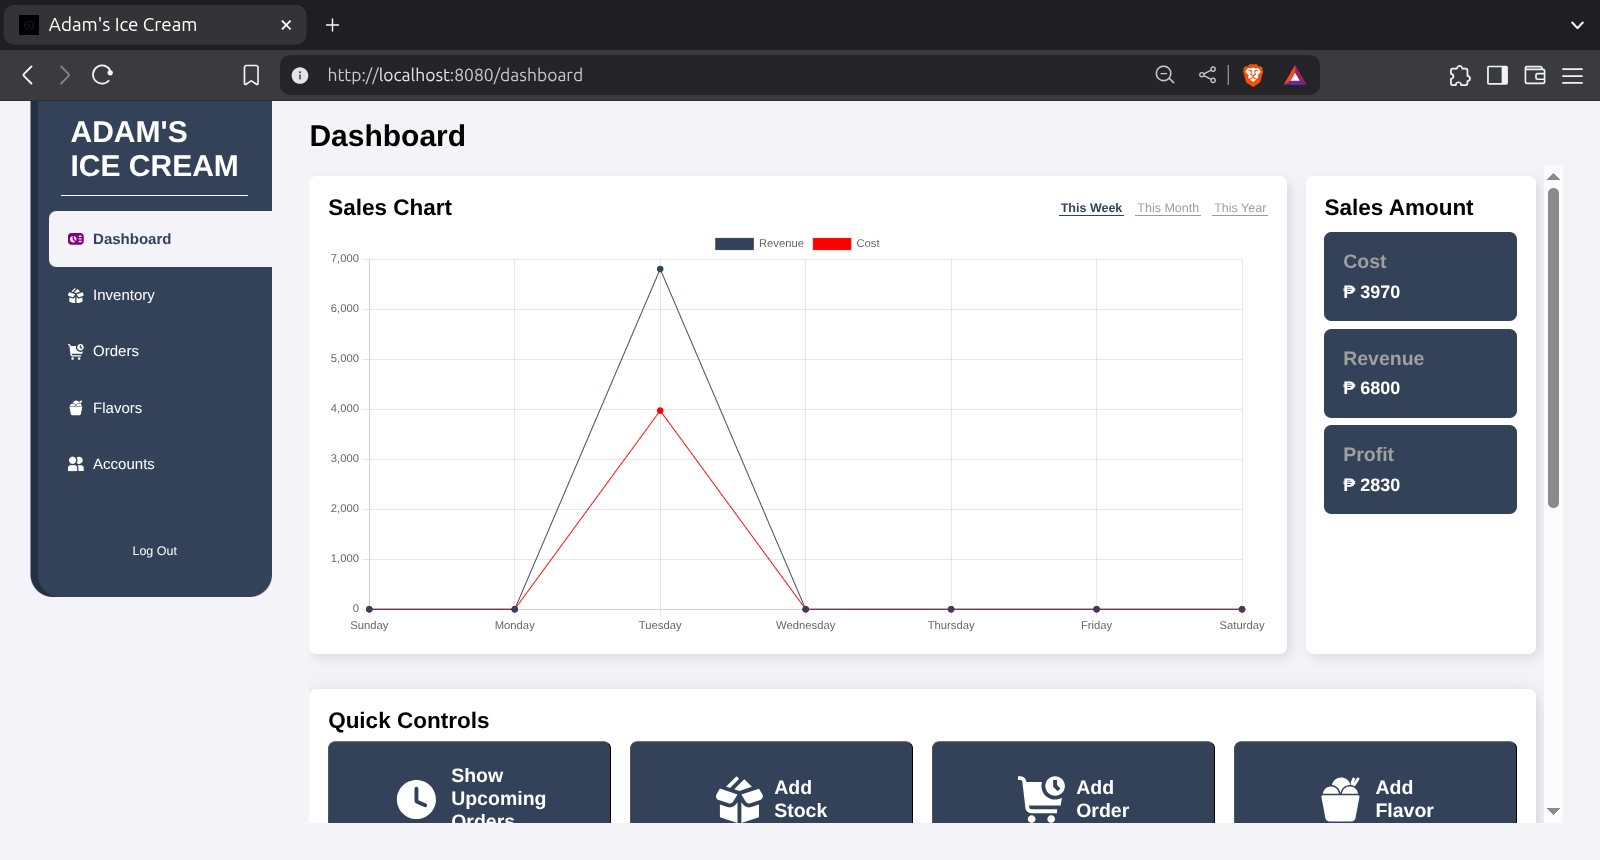 Adam's Ice Cream
http://localhost:8080/dashboard
ADAM'S
ICE CREAM
Dashboard
Inventory
Orders
Flavors
Accounts
Log Out
Dashboard
Sales Chart
This Week This Month This Year
Revenue Cost
7,000
6,000
5,000
4,000
3,000
2,000
1,000
0
Sunday Monday Tuesday Wednesday Thursday Friday Saturday
Sales Amount
Cost
₱ 3970
Revenue
₱ 6800
Profit
₱ 2830
Quick Controls
Show
Upcoming
Orders
Add
Stock
Add
Order
Add
Flavor